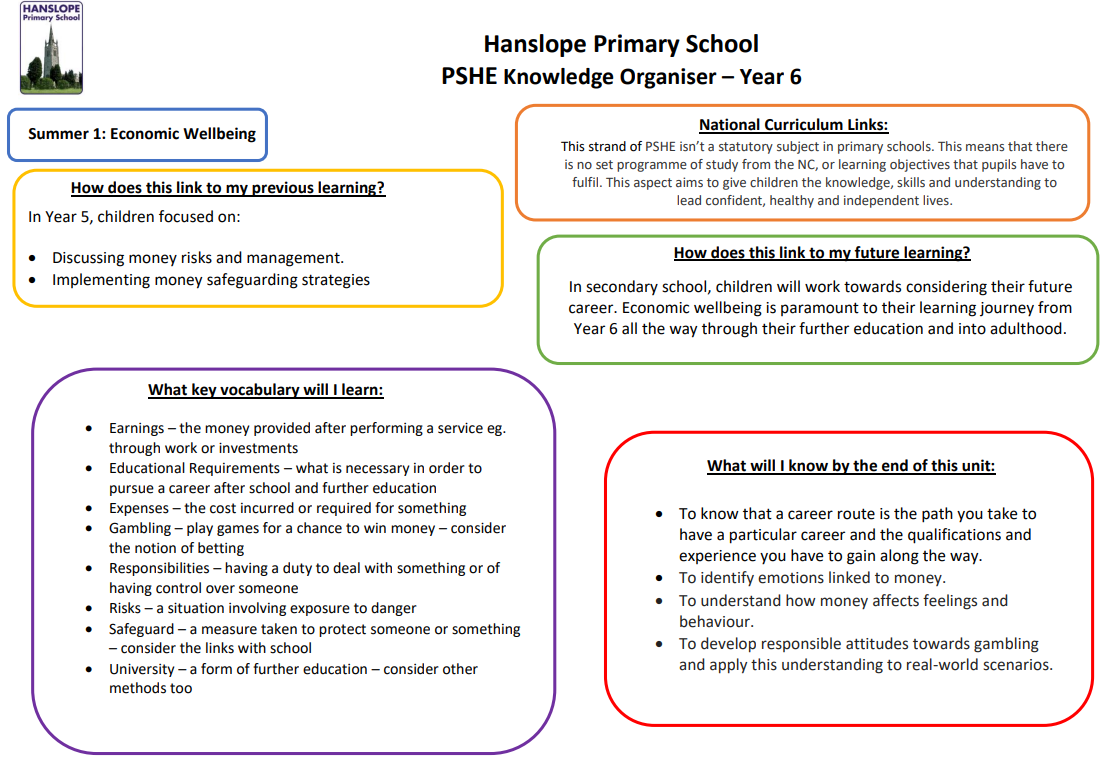 HANSLOPE
Primary School
Hanslope Primary School
PSHE Knowledge Organiser – Year 6
Summer 1: Economic Wellbeing
How does this link to my previous learning?
In Year 5, children focused on:
• Discussing money risks and management.
• Implementing money safeguarding strategies
National Curriculum Links:
This strand of PSHE isn't a statutory subject in primary schools. This means that there
is no set programme of study from the NC, or learning objectives that pupils have to
fulfil. This aspect aims to give children the knowledge, skills and understanding to
lead confident, healthy and independent lives.
How does this link to my future learning?
In secondary school, children will work towards considering their future
career. Economic wellbeing is paramount to their learning journey from
Year 6 all the way through their further education and into adulthood.
What key vocabulary will I learn:
• Earnings – the money provided after performing a service eg.
through work or investments
• Educational Requirements – what is necessary in order to
pursue a career after school and further education
• Expenses – the cost incurred or required for something
• Gambling – play games for a chance to win money – consider
the notion of betting
• Responsibilities – having a duty to deal with something or of
having control over someone
• Risks – a situation involving exposure to danger
• Safeguard – a measure taken to protect someone or something
– consider the links with school
• University – a form of further education – consider other
methods too
What will I know by the end of this unit:
• To know that a career route is the path you take to
have a particular career and the qualifications and
experience you have to gain along the way.
• To identify emotions linked to money.
• To understand how money affects feelings and
behaviour.
• To develop responsible attitudes towards gambling
and apply this understanding to real-world scenarios.